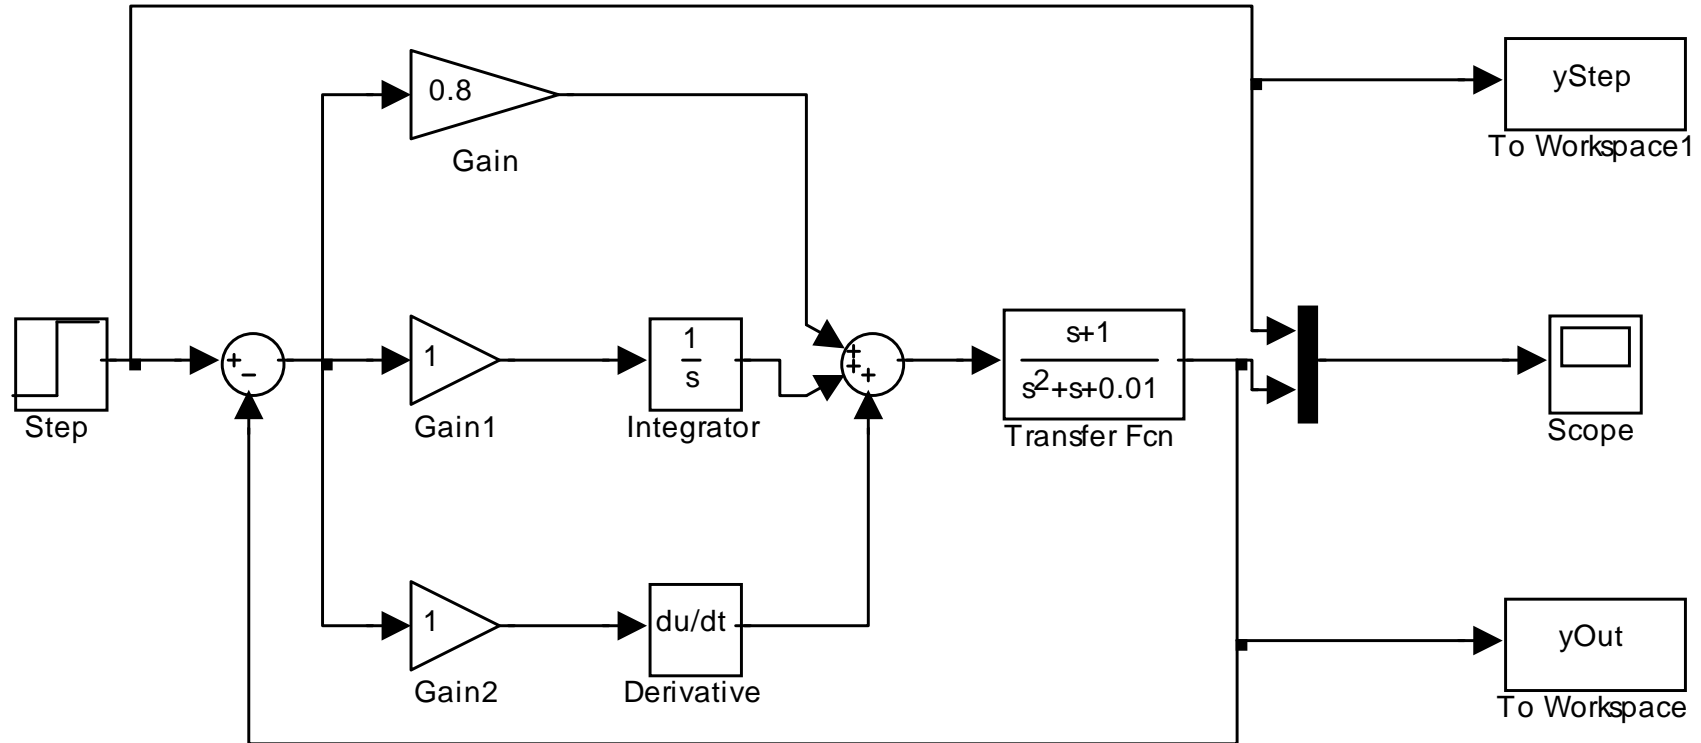 0.8
Gain
yStep
To Workspace1
Step
+
−
1
Gain1
1
s
Integrator
+
+
+
s+1
s²+s+0.01
Transfer Fcn
Scope
1
Gain2
du/dt
Derivative
yOut
To Workspace